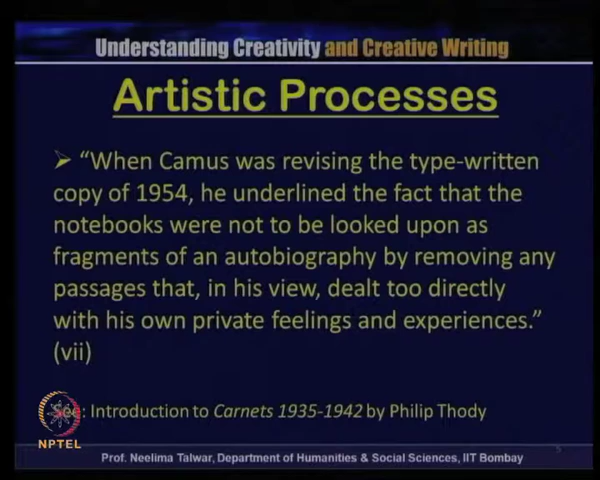 Understanding Creativity and Creative Writing
Artistic Processes
➢ “When Camus was revising the type-written
copy of 1954, he underlined the fact that the
notebooks were not to be looked upon as
fragments of an autobiography by removing any
passages that, in his view, dealt too directly
with his own private feelings and experiences.”
(vii)
See: Introduction to Carnets 1935-1942 by Philip Thody
NPTEL
Prof. Neelima Talwar, Department of Humanities & Social Sciences, IIT Bombay
5